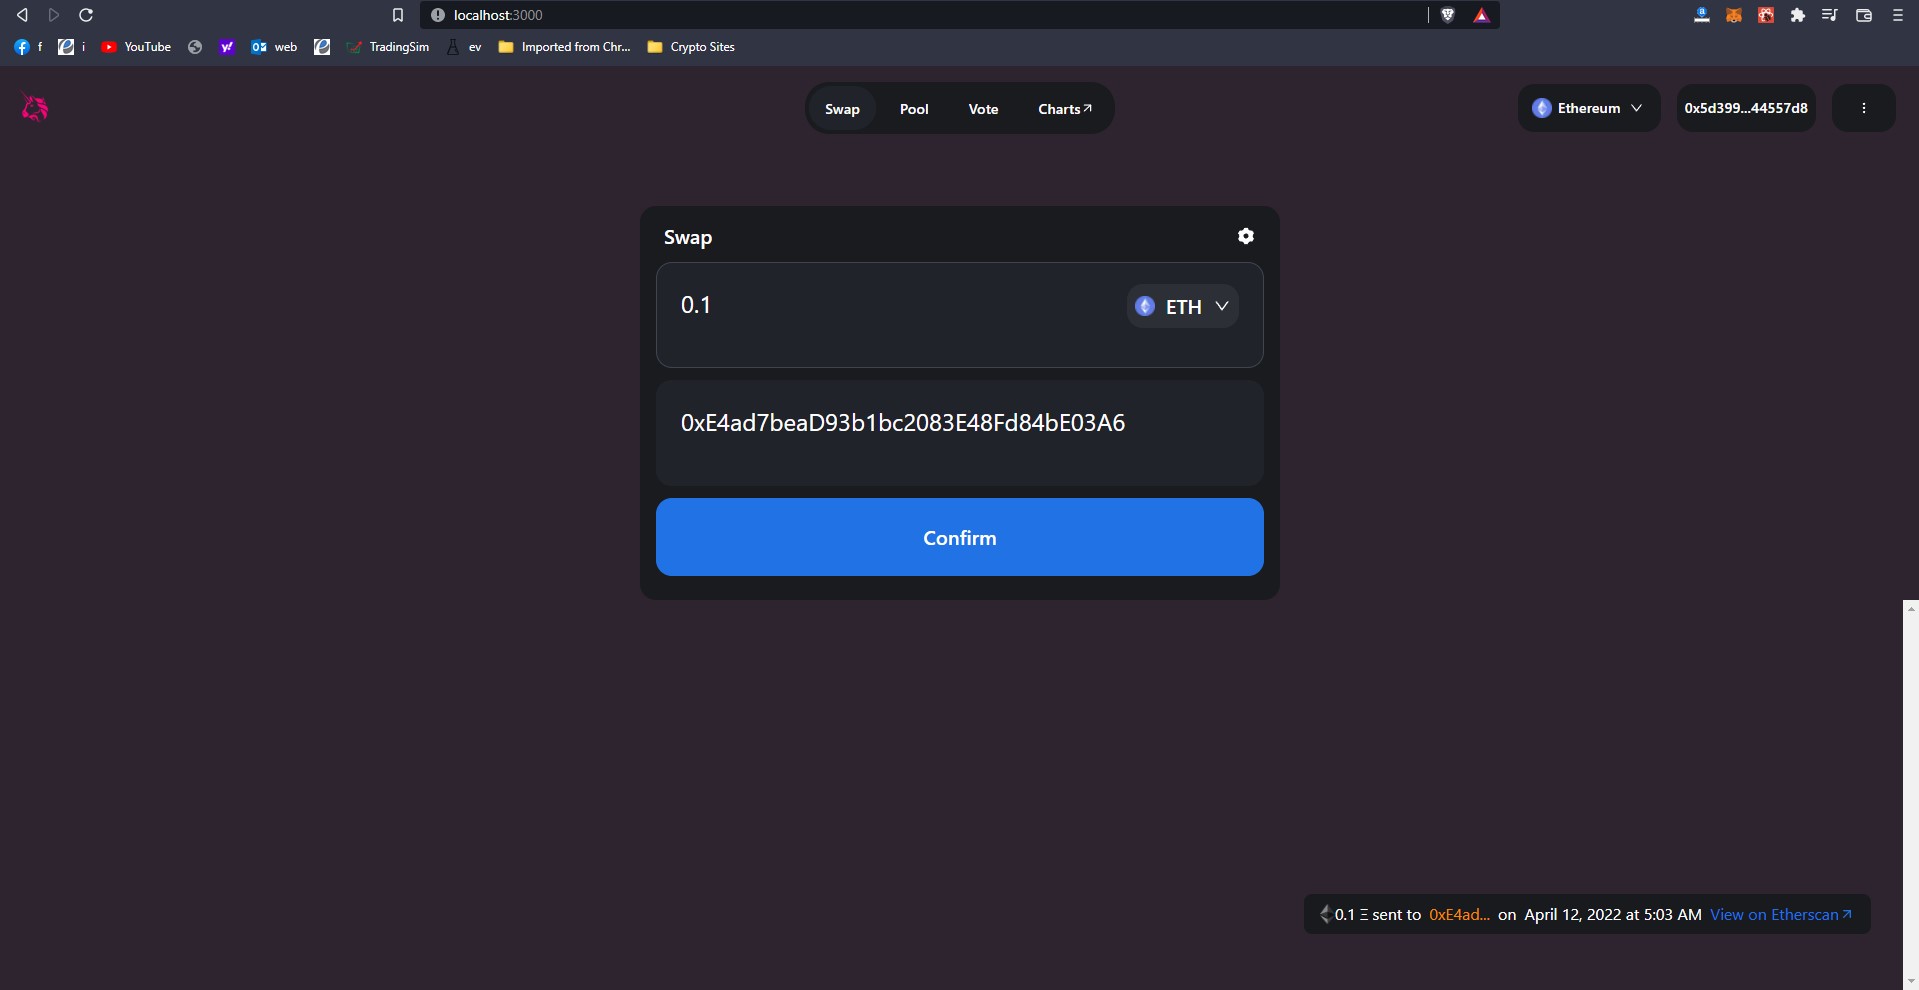 localhost:3000
f i YouTube y! web TradingSim ev Imported from Chr... Crypto Sites
Swap Pool Vote Charts↗ Ethereum 0x5d399...44557d8
Swap
0.1 ETH
0xE4ad7beaD93b1bc2083E48Fd84bE03A6
Confirm
0.1 Ξ sent to 0xE4ad... on April 12, 2022 at 5:03 AM View on Etherscan↗